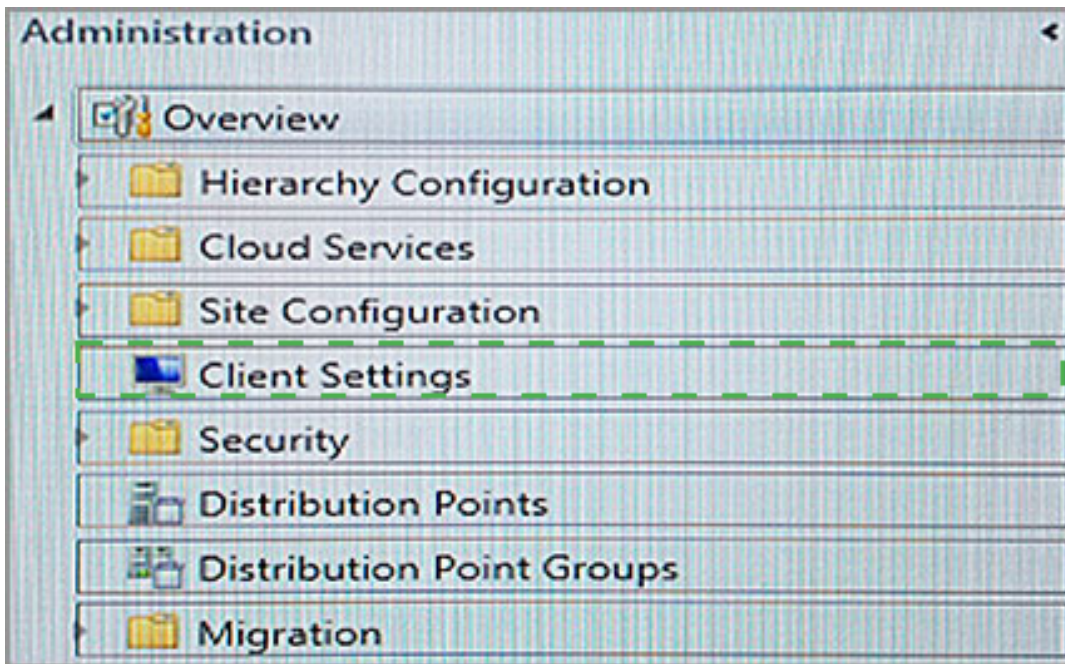 Administration
Overview
Hierarchy Configuration
Cloud Services
Site Configuration
Client Settings
Security
Distribution Points
Distribution Point Groups
Migration